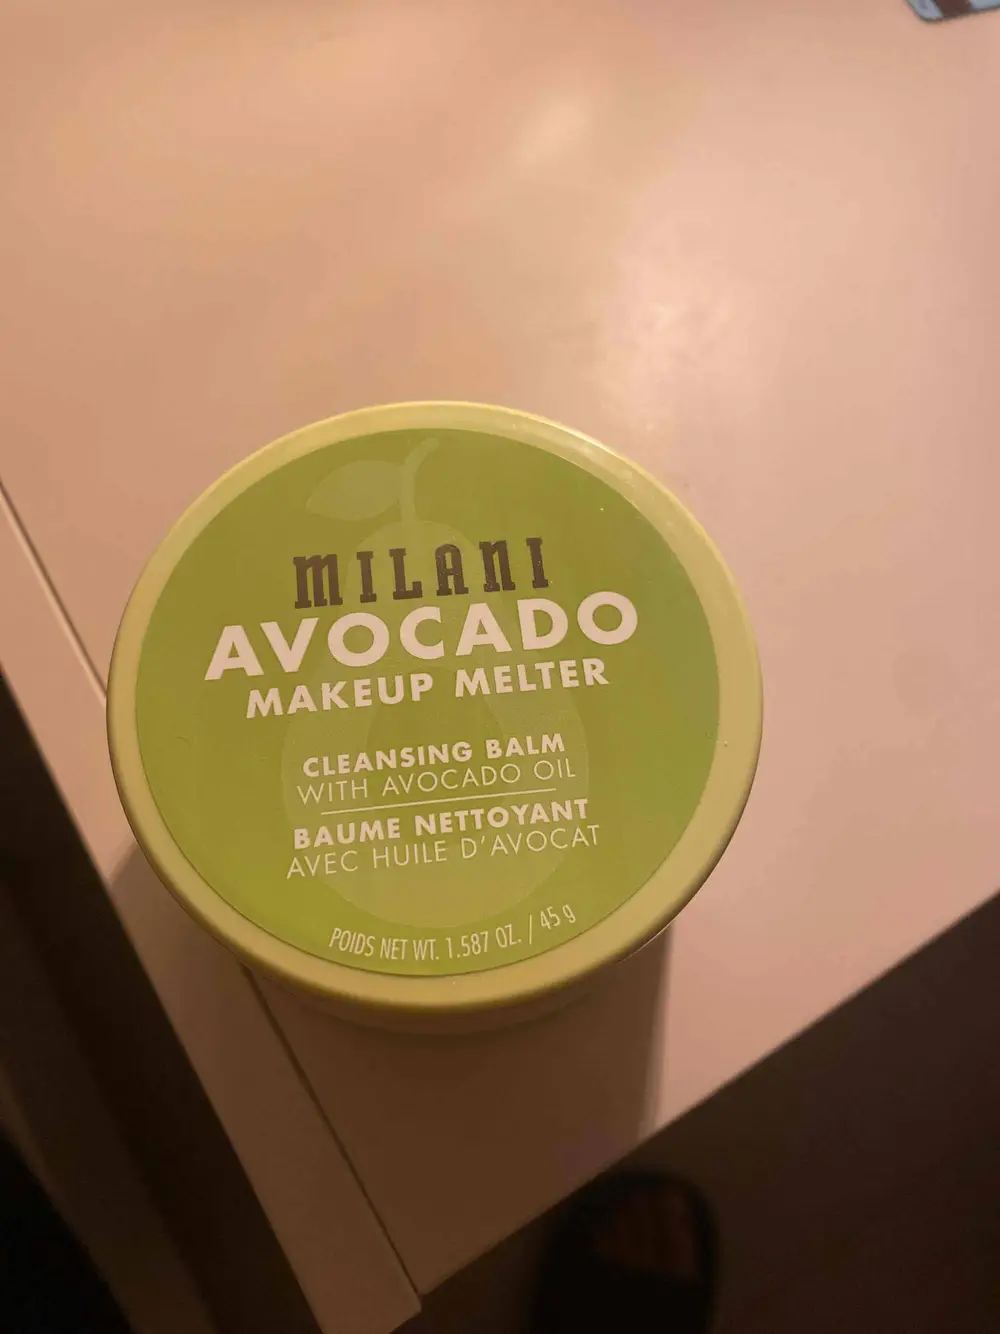 MILANI
AVOCADO
MAKEUP MELTER
CLEANSING BALM
WITH AVOCADO OIL
BAUME NETTOYANT
AVEC HUILE D'AVOCAT
POIDS NET WT. 1.587 OZ. / 45 g